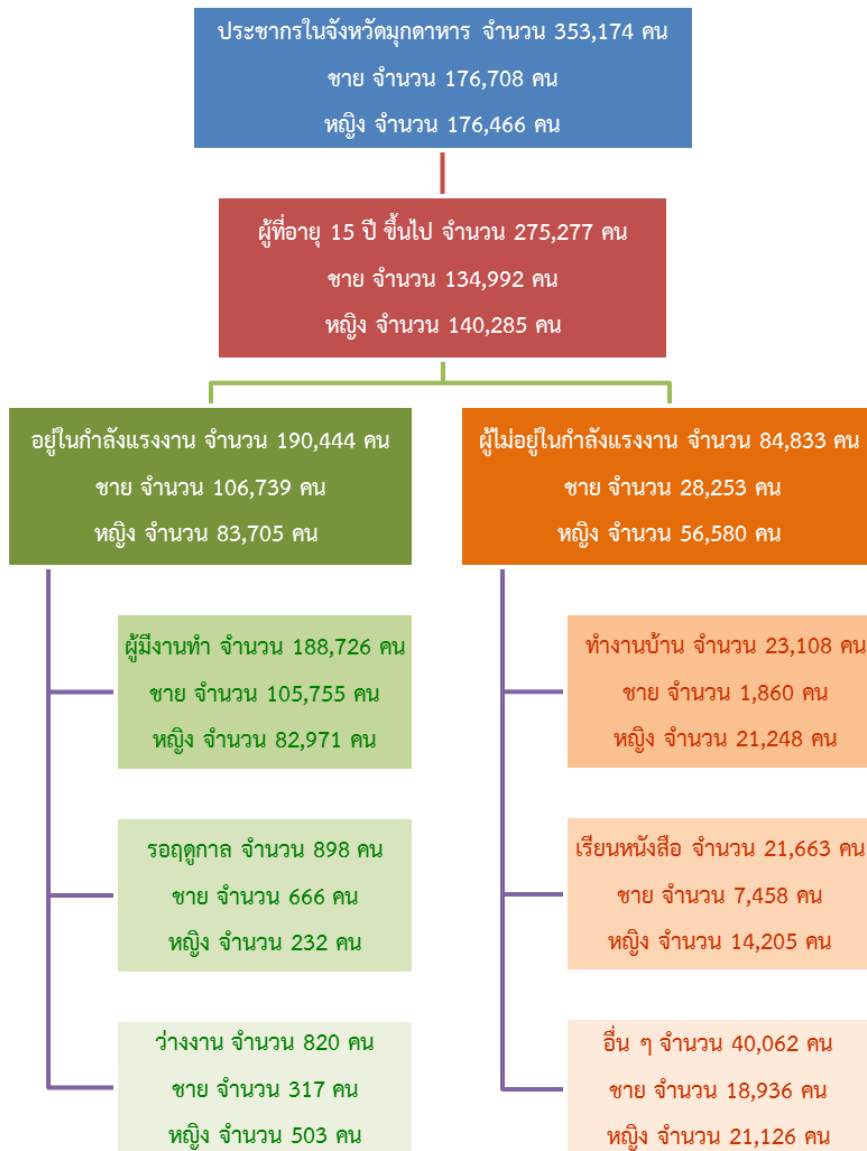 ประชากรในจังหวัดมุกดาหาร จำนวน 353,174 คน
ชาย จำนวน 176,708 คน
หญิง จำนวน 176,466 คน
ผู้ที่อายุ 15 ปี ขึ้นไป จำนวน 275,277 คน
ชาย จำนวน 134,992 คน
หญิง จำนวน 140,285 คน
อยู่ในกำลังแรงงาน จำนวน 190,444 คน
ชาย จำนวน 106,739 คน
หญิง จำนวน 83,705 คน
ผู้ไม่อยู่ในกำลังแรงงาน จำนวน 84,833 คน
ชาย จำนวน 28,253 คน
หญิง จำนวน 56,580 คน
ผู้มีงานทำ จำนวน 188,726 คน
ชาย จำนวน 105,755 คน
หญิง จำนวน 82,971 คน
รอฤดูกาล จำนวน 898 คน
ชาย จำนวน 666 คน
หญิง จำนวน 232 คน
ว่างงาน จำนวน 820 คน
ชาย จำนวน 317 คน
หญิง จำนวน 503 คน
ทำงานบ้าน จำนวน 23,108 คน
ชาย จำนวน 1,860 คน
หญิง จำนวน 21,248 คน
เรียนหนังสือ จำนวน 21,663 คน
ชาย จำนวน 7,458 คน
หญิง จำนวน 14,205 คน
อื่น ๆ จำนวน 40,062 คน
ชาย จำนวน 18,936 คน
หญิง จำนวน 21,126 คน